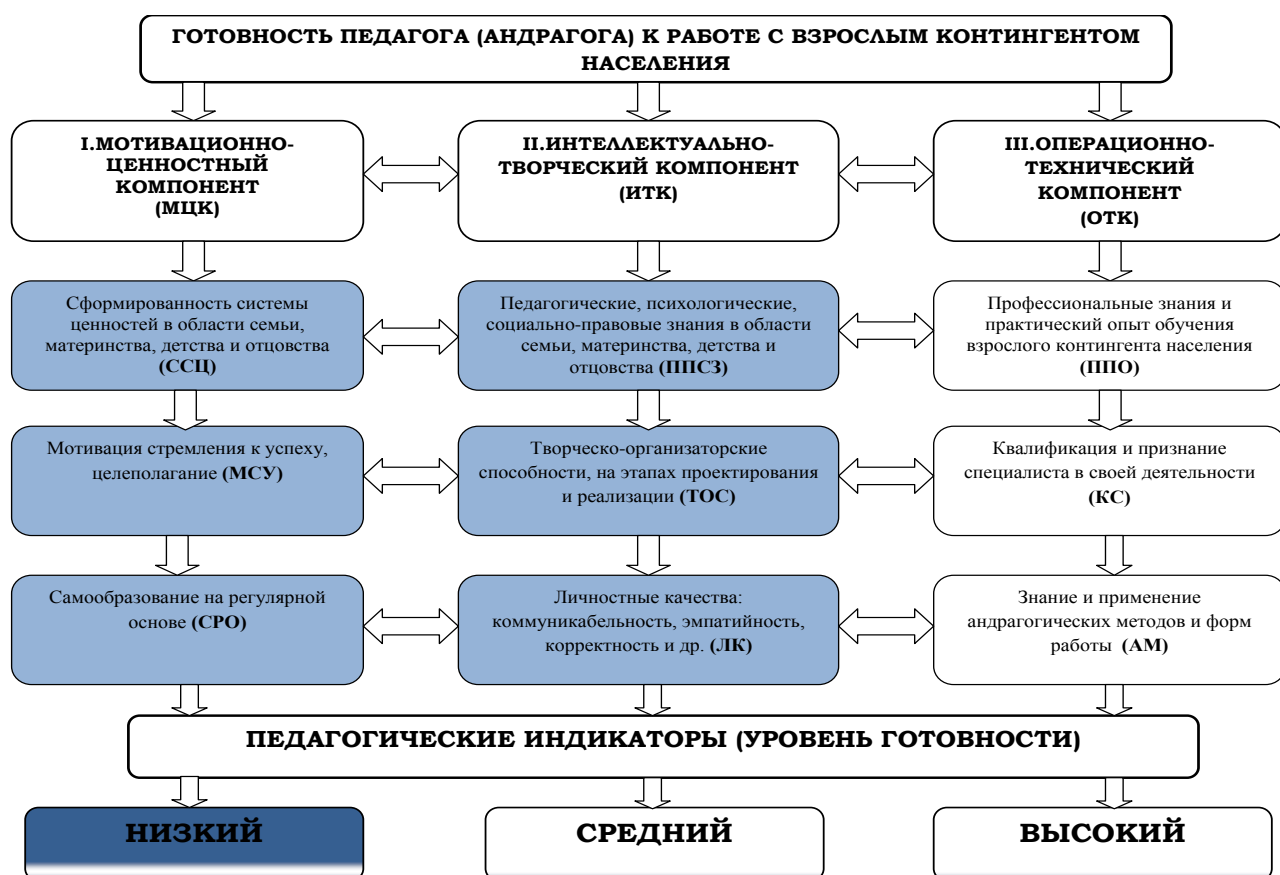 ГОТОВНОСТЬ ПЕДАГОГА (АНДРАГОГА) К РАБОТЕ С ВЗРОСЛЫМ КОНТИНГЕНТОМ
НАСЕЛЕНИЯ
I.МОТИВАЦИОННО-
ЦЕННОСТНЫЙ
КОМПОНЕНТ
(МЦК)
II.ИНТЕЛЛЕКТУАЛЬНО-
ТВОРЧЕСКИЙ КОМПОНЕНТ
(ИТК)
III.ОПЕРАЦИОННО-
ТЕХНИЧЕСКИЙ
КОМПОНЕНТ
(ОТК)
Сформированность системы
ценностей в области семьи,
материнства, детства и отцовства
(ССЦ)
Педагогические, психологические,
социально-правовые знания в области
семьи, материнства, детства и
отцовства (ППСЗ)
Профессиональные знания и
практический опыт обучения
взрослого контингента населения
(ППО)
Мотивация стремления к успеху,
целеполагание (МСУ)
Творческо-организаторские
способности, на этапах проектирования
и реализации (ТОС)
Квалификация и признание
специалиста в своей деятельности
(КС)
Самообразование на регулярной
основе (СРО)
Личностные качества:
коммуникабельность, эмпатийность,
корректность и др. (ЛК)
Знание и применение
андрагогических методов и форм
работы (АМ)
ПЕДАГОГИЧЕСКИЕ ИНДИКАТОРЫ (УРОВЕНЬ ГОТОВНОСТИ)
НИЗКИЙ
СРЕДНИЙ
ВЫСОКИЙ